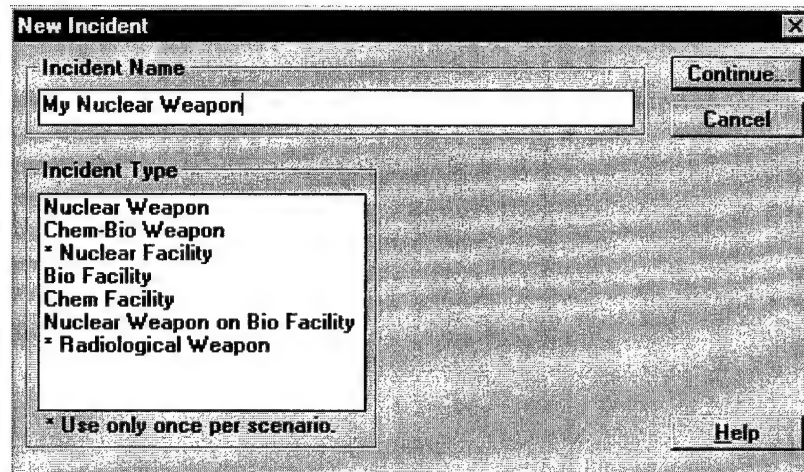 New Incident
Incident Name
My Nuclear Weapon
Continue...
Cancel
Incident Type
Nuclear Weapon
Chem-Bio Weapon
* Nuclear Facility
Bio Facility
Chem Facility
Nuclear Weapon on Bio Facility
* Radiological Weapon
* Use only once per scenario.
Help